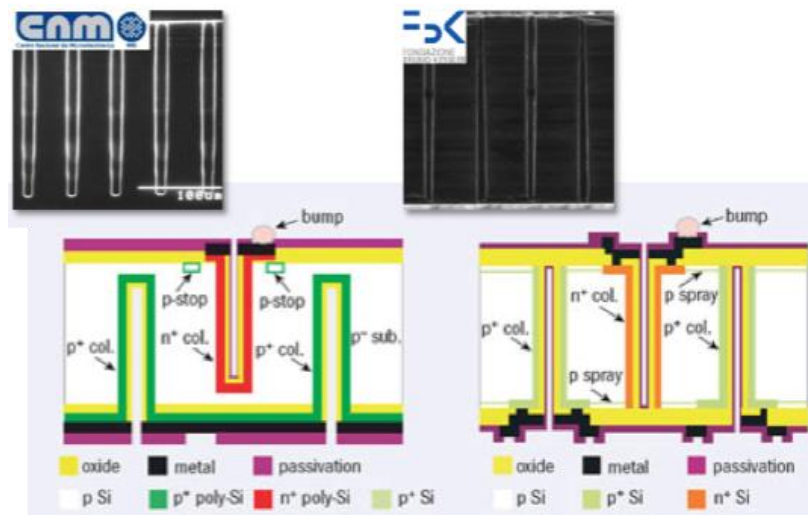 cnm
Centro Nacional de Microelectrónica
FBK
FONDAZIONE
BRUNO KESSLER
100um
bump
p-stop
p-stop
p⁺ col.
n⁺ col.
p⁺ col.
p⁻ sub.
oxide
metal
passivation
p Si
p⁺ poly-Si
n⁺ poly-Si
p⁺ Si
bump
n⁺ col.
p spray
p⁺ col.
p⁺ col.
p spray
oxide
metal
passivation
p Si
p⁺ Si
n⁺ Si